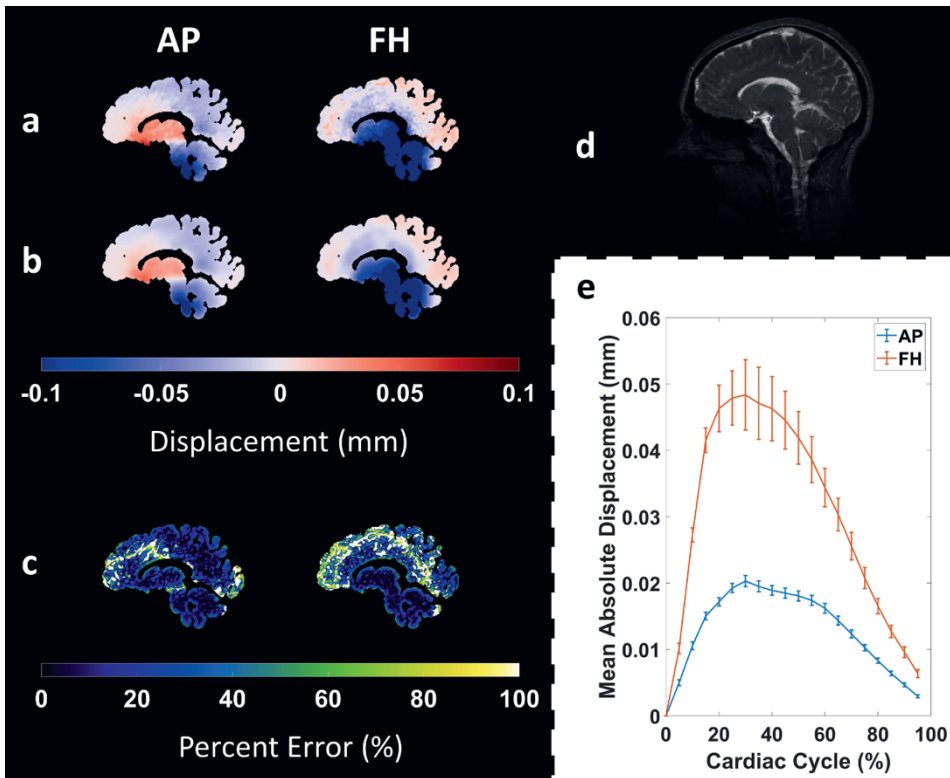 AP FH
a
b
-0.1 -0.05 0 0.05 0.1
Displacement (mm)
c
0 20 40 60 80 100
Percent Error (%)
d
e
AP
FH
Mean Absolute Displacement (mm)
0.06
0.05
0.04
0.03
0.02
0.01
0
0 20 40 60 80 100
Cardiac Cycle (%)